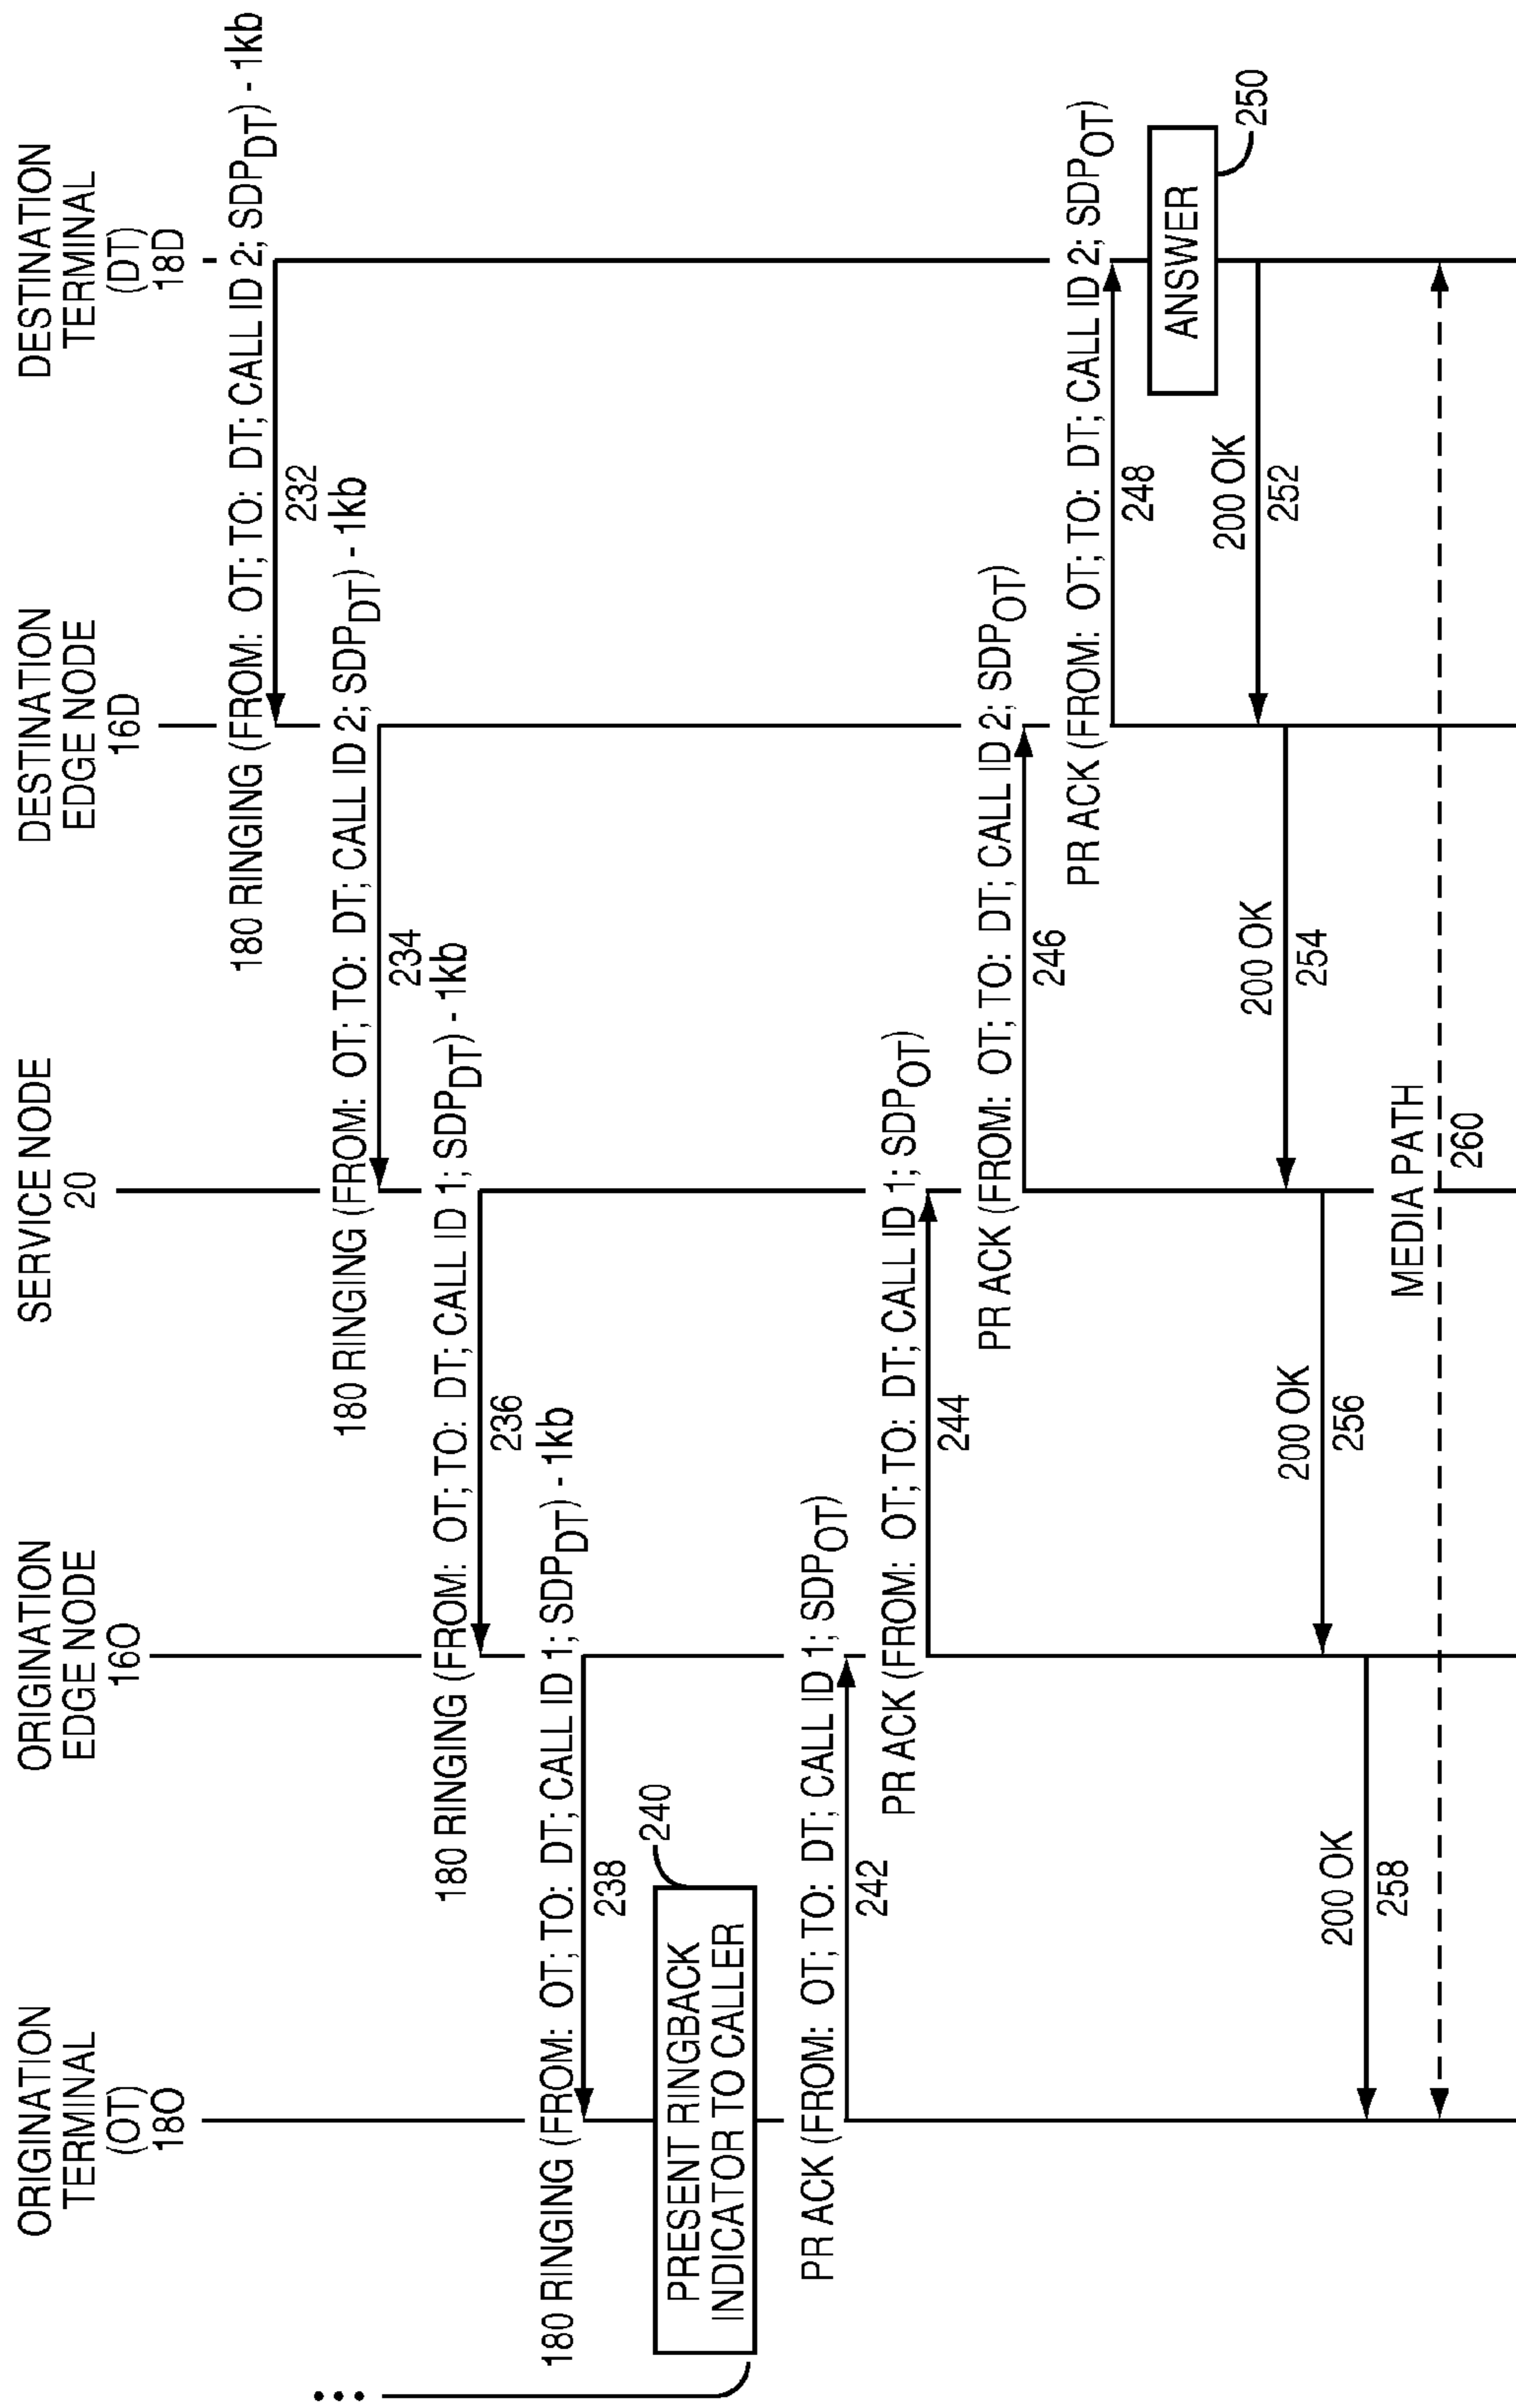 ORIGINATION
TERMINAL
(OT)
18O
ORIGINATION
EDGE NODE
16O
SERVICE NODE
20
DESTINATION
EDGE NODE
16D
DESTINATION
TERMINAL
(DT)
18D
180 RINGING (FROM: OT; TO: DT; CALL ID 2; SDPDT) - 1kb
232
180 RINGING (FROM: OT; TO: DT; CALL ID 2; SDPDT) - 1kb
234
180 RINGING (FROM: OT; TO: DT; CALL ID 1; SDPDT) - 1kb
236
180 RINGING (FROM: OT; TO: DT; CALL ID 1; SDPDT) - 1kb
238
PRESENT RINGBACK
INDICATOR TO CALLER
240
PR ACK (FROM: OT; TO: DT; CALL ID 1; SDPOT)
242
PR ACK (FROM: OT; TO: DT; CALL ID 1; SDPOT)
244
PR ACK (FROM: OT; TO: DT; CALL ID 2; SDPOT)
246
PR ACK (FROM: OT; TO: DT; CALL ID 2; SDPOT)
248
ANSWER
250
200 OK
252
200 OK
254
200 OK
256
200 OK
258
MEDIA PATH
260